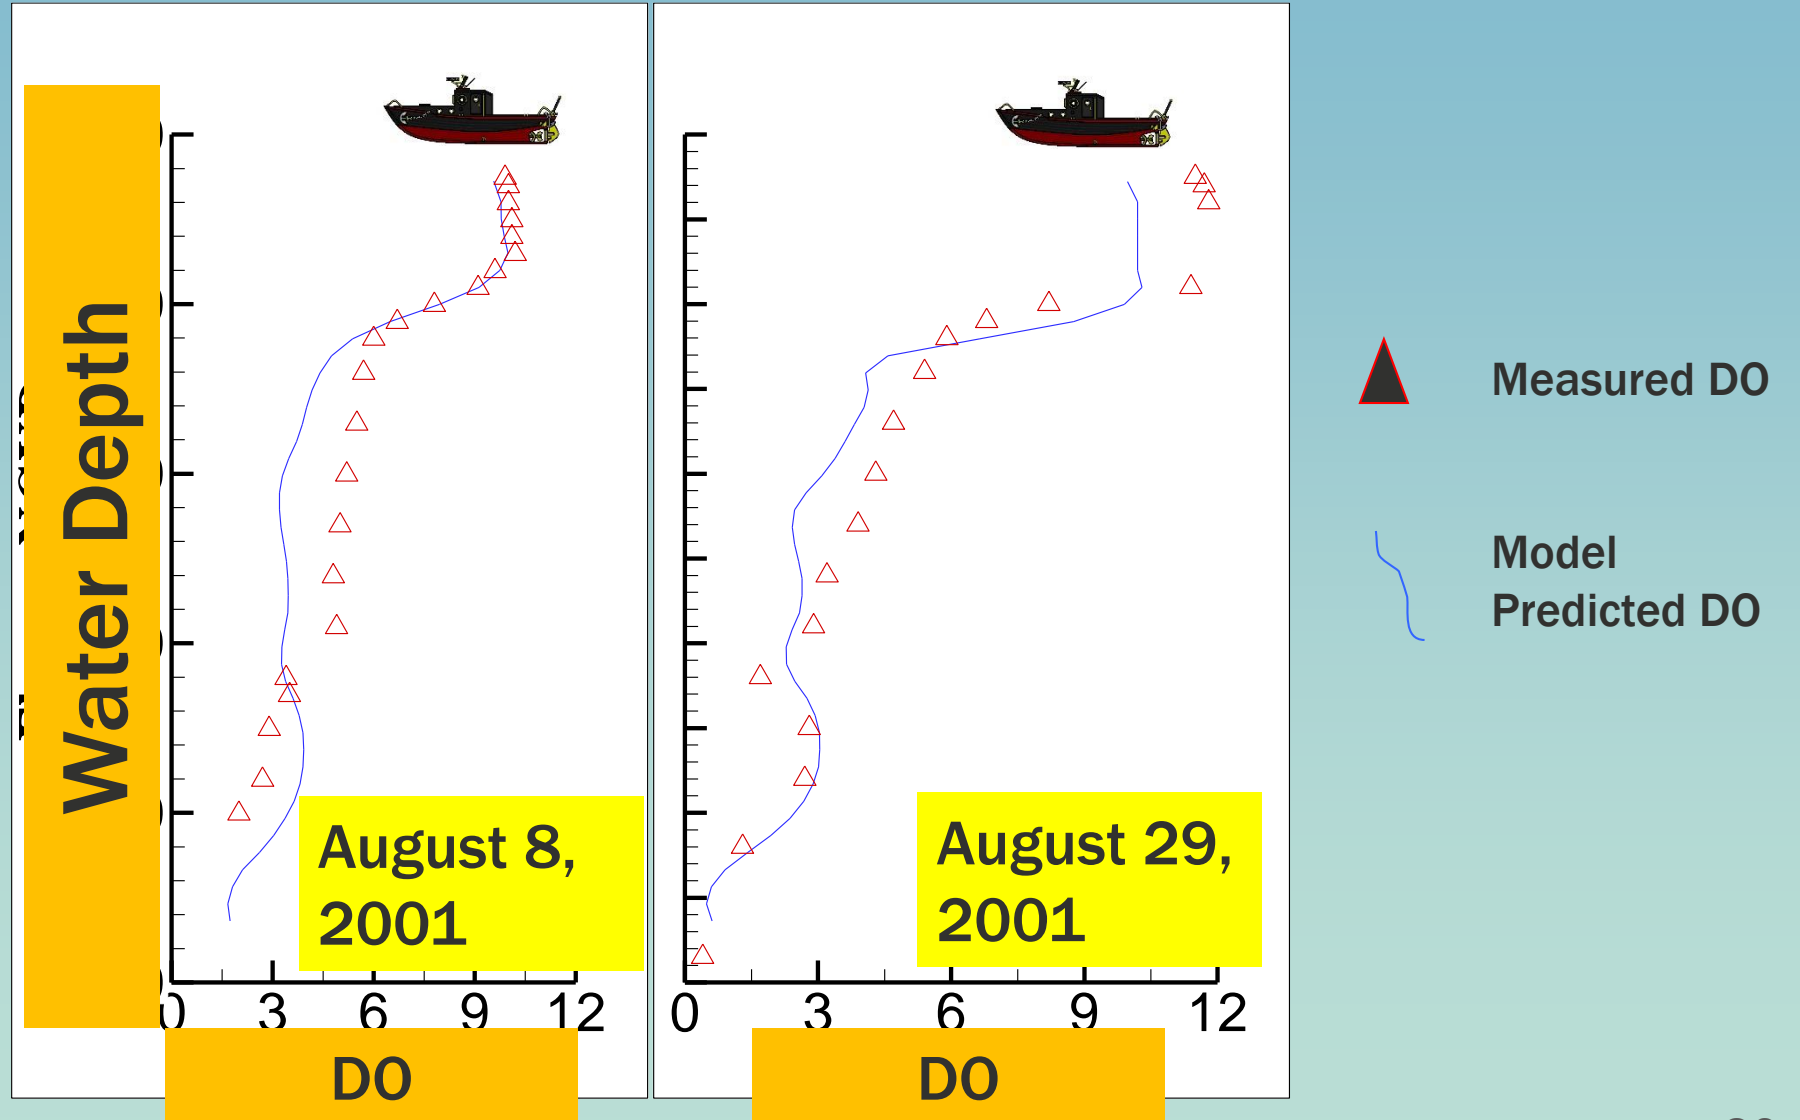 Water Depth
August 8,
2001
0 3 6 9 12
DO
August 29,
2001
0 3 6 9 12
DO
Measured DO
Model
Predicted DO